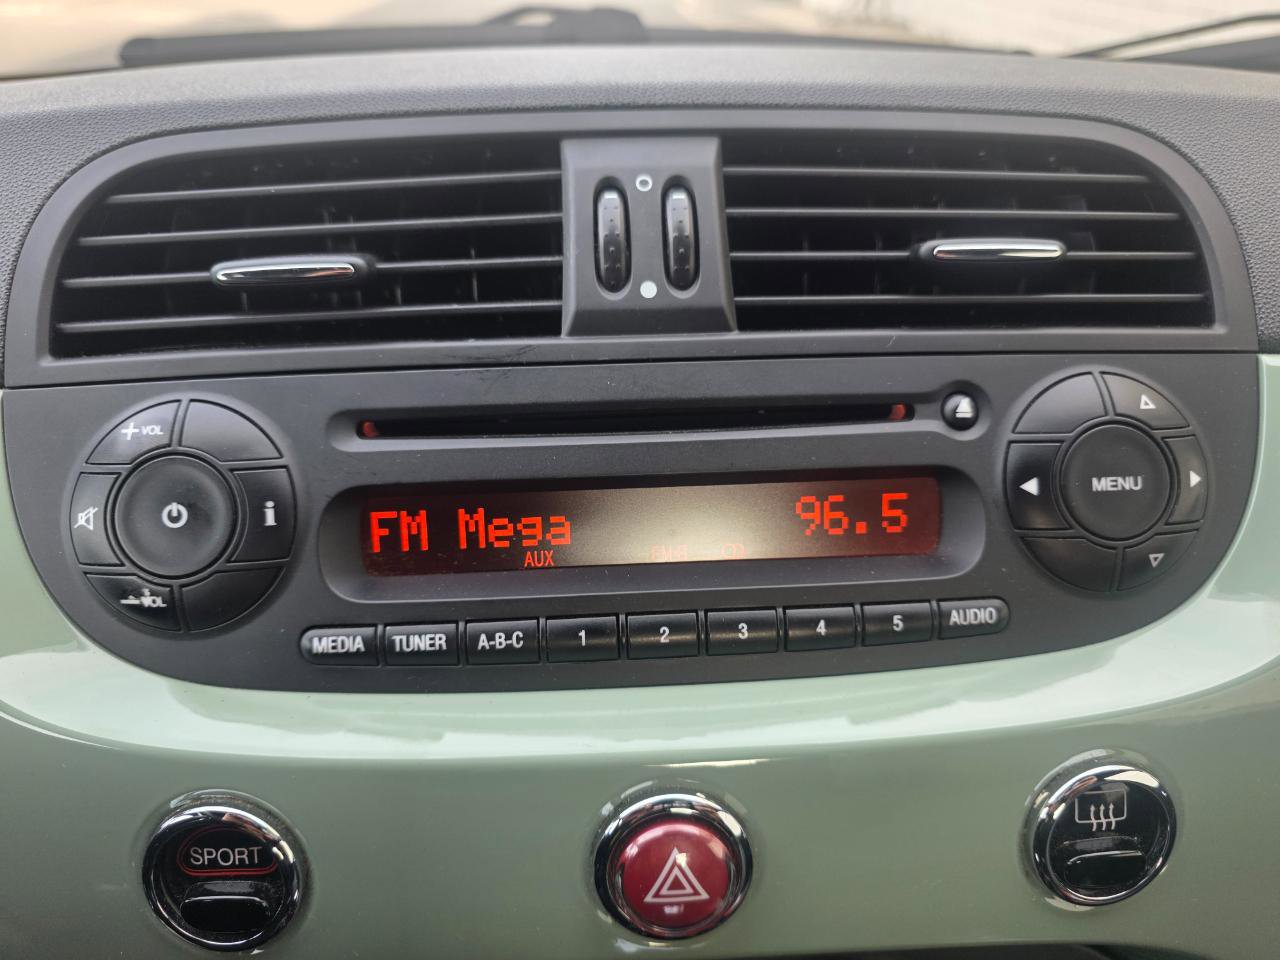 + VOL
i
- VOL
MENU
FM Mega 96.5
AUX
MEDIA TUNER A-B-C 1 2 3 4 5 AUDIO
SPORT